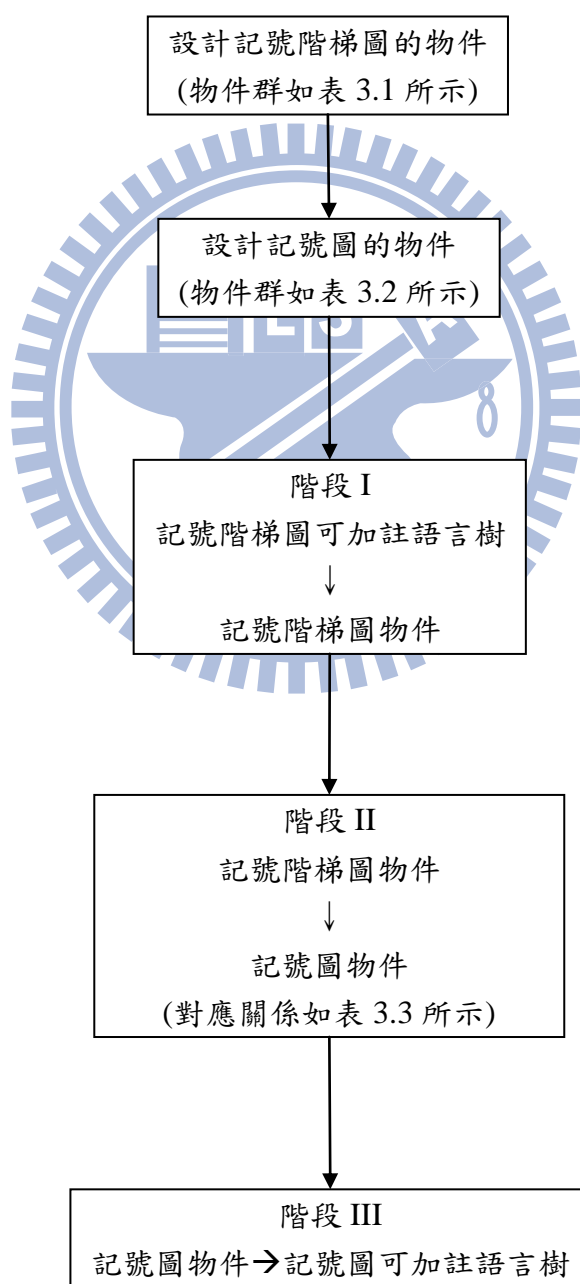 設計記號階梯圖的物件
(物件群如表 3.1 所示)
設計記號圖的物件
(物件群如表 3.2 所示)
階段 I
記號階梯圖可加註語言樹
↓
記號階梯圖物件
階段 II
記號階梯圖物件
↓
記號圖物件
(對應關係如表 3.3 所示)
階段 III
記號圖物件→記號圖可加註語言樹